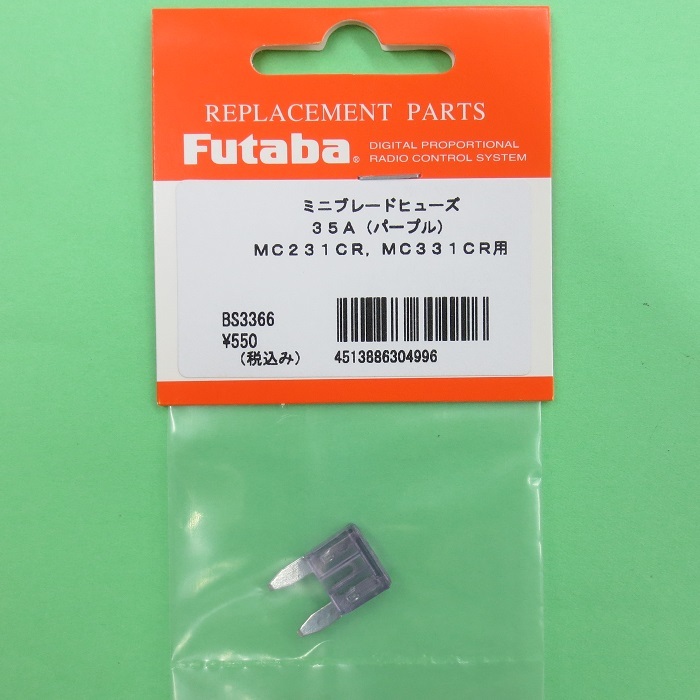 REPLACEMENT PARTS
Futaba®
DIGITAL PROPORTIONAL
RADIO CONTROL SYSTEM
ミニブレードヒューズ
３５Ａ（パープル）
ＭＣ２３１ＣＲ，ＭＣ３３１ＣＲ用
BS3366
¥550
（税込み）
4513886304996